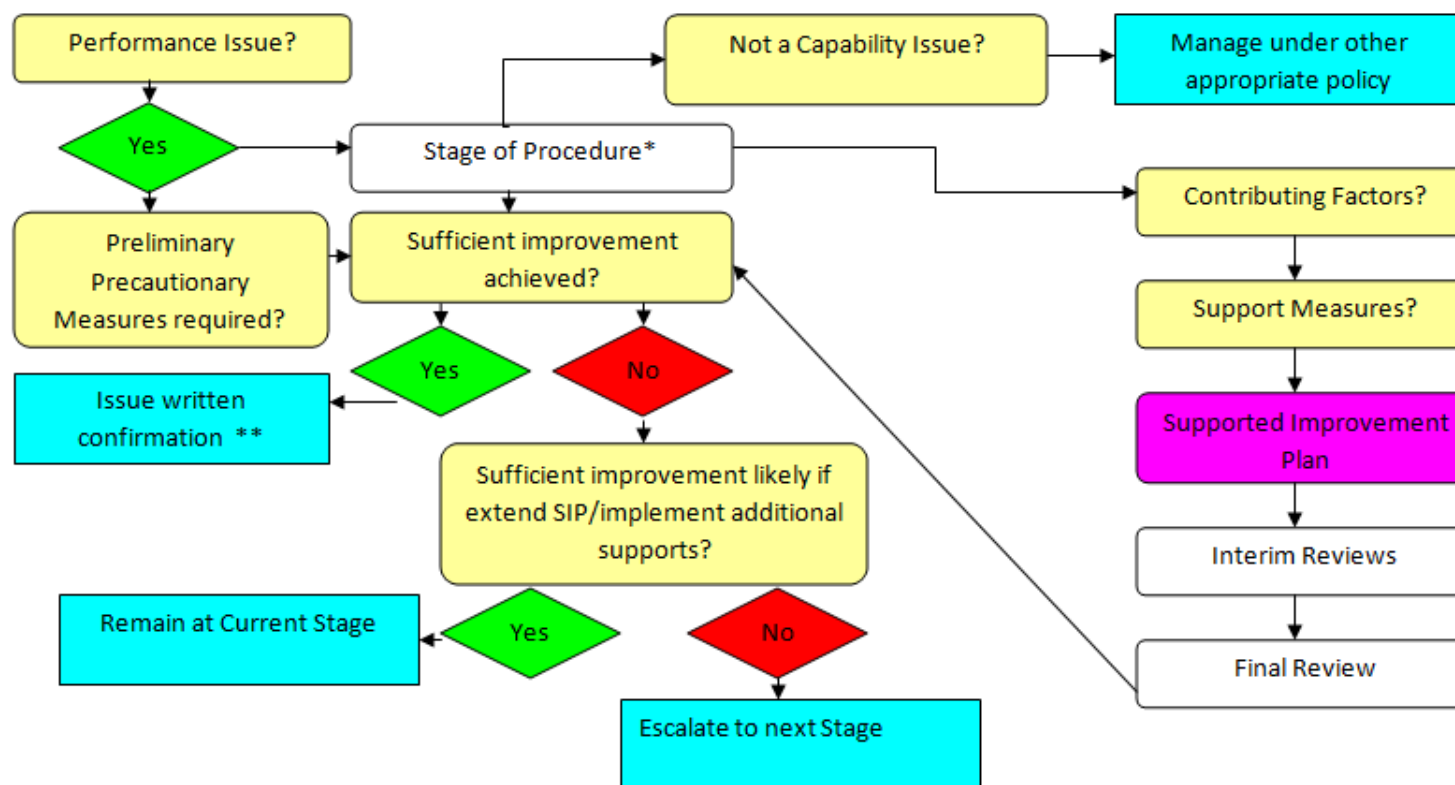 Performance Issue?
Not a Capability Issue?
Manage under other
appropriate policy
Yes
Stage of Procedure*
Contributing Factors?
Preliminary
Precautionary
Measures required?
Sufficient improvement
achieved?
Support Measures?
Yes
No
Issue written
confirmation **
Supported Improvement
Plan
Sufficient improvement likely if
extend SIP/implement additional
supports?
Interim Reviews
Remain at Current Stage
Yes
No
Final Review
Escalate to next Stage